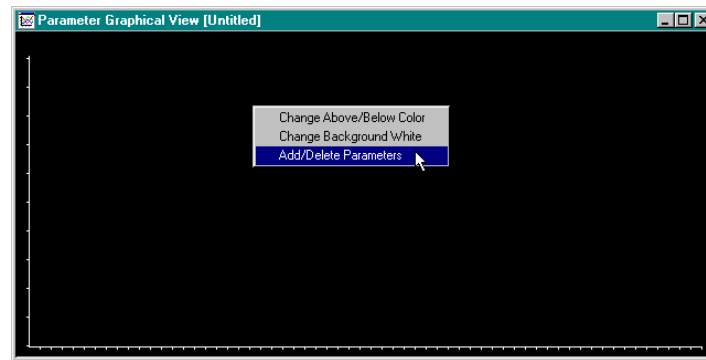 Parameter Graphical View [Untitled]
Change Above/Below Color
Change Background White
Add/Delete Parameters